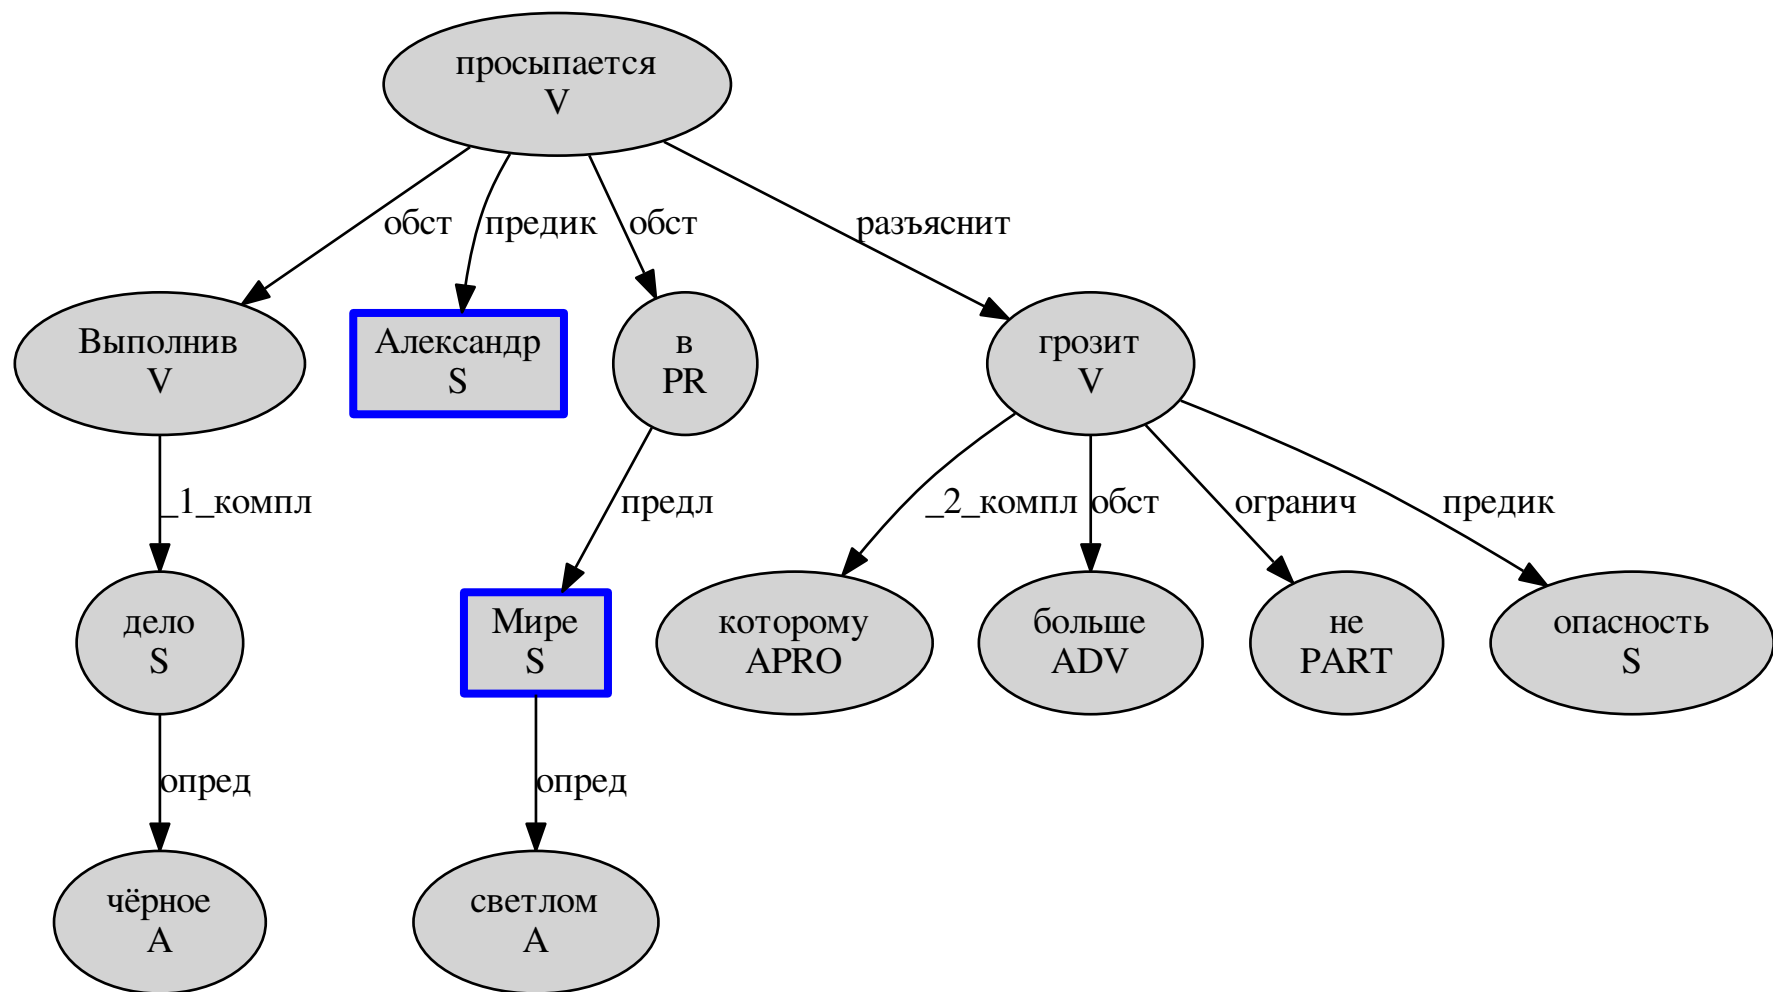 просыпается
V
обст
предик
обст
разъяснит
Выполнив
V
Александр
S
в
PR
грозит
V
_1_компл
предл
_2_компл
обст
огранич
предик
дело
S
Мире
S
которому
APRO
больше
ADV
не
PART
опасность
S
опред
опред
чёрное
A
светлом
A